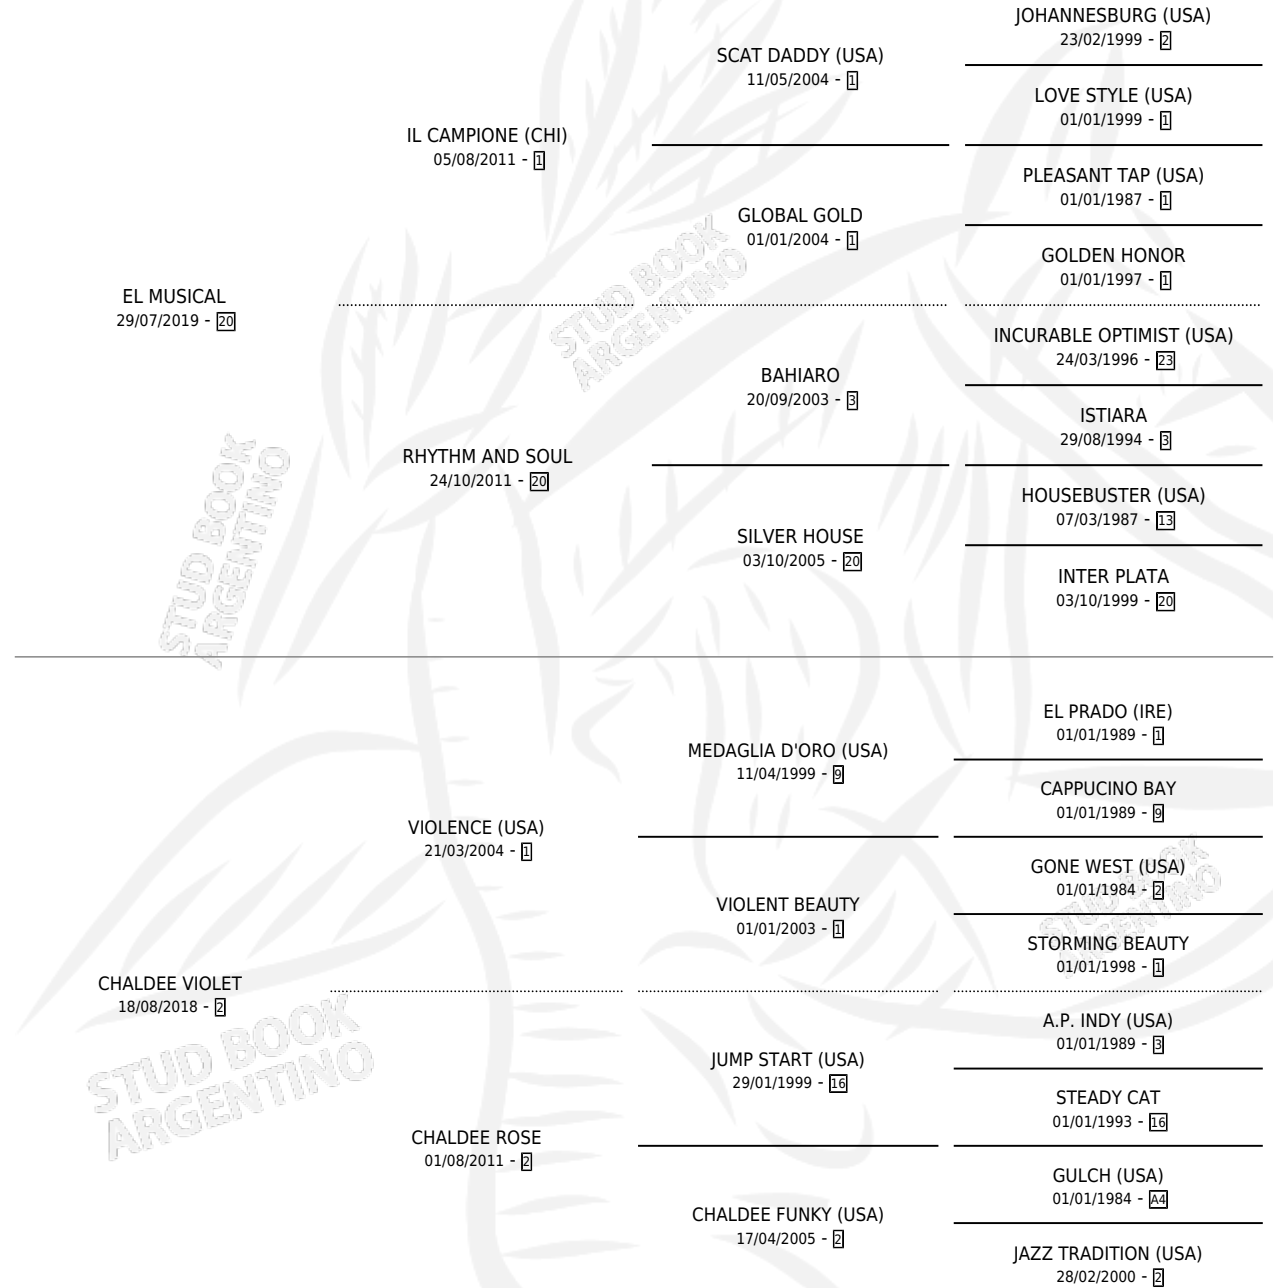 JOHANNESBURG (USA)
23/02/1999 - 2
SCAT DADDY (USA)
11/05/2004 - 1
LOVE STYLE (USA)
01/01/1999 - 1
IL CAMPIONE (CHI)
05/08/2011 - 1
PLEASANT TAP (USA)
01/01/1987 - 1
GLOBAL GOLD
01/01/2004 - 1
GOLDEN HONOR
01/01/1997 - 1
EL MUSICAL
29/07/2019 - 20
INCURABLE OPTIMIST (USA)
24/03/1996 - 23
BAHIARO
20/09/2003 - 3
ISTIARA
29/08/1994 - 3
RHYTHM AND SOUL
24/10/2011 - 20
HOUSEBUSTER (USA)
07/03/1987 - 13
SILVER HOUSE
03/10/2005 - 20
INTER PLATA
03/10/1999 - 20
EL PRADO (IRE)
01/01/1989 - 1
MEDAGLIA D'ORO (USA)
11/04/1999 - 9
CAPPUCINO BAY
01/01/1989 - 9
VIOLENCE (USA)
21/03/2004 - 1
GONE WEST (USA)
01/01/1984 - 2
VIOLENT BEAUTY
01/01/2003 - 1
STORMING BEAUTY
01/01/1998 - 1
CHALDEE VIOLET
18/08/2018 - 2
A.P. INDY (USA)
01/01/1989 - 3
JUMP START (USA)
29/01/1999 - 16
STEADY CAT
01/01/1993 - 16
CHALDEE ROSE
01/08/2011 - 2
GULCH (USA)
01/01/1984 - A4
CHALDEE FUNKY (USA)
17/04/2005 - 2
JAZZ TRADITION (USA)
28/02/2000 - 2
STUD BOOK
ARGENTINO
STUD BOOK
ARGENTINO
STUD BOOK
ARGENTINO
STUD BOOK
ARGENTINO